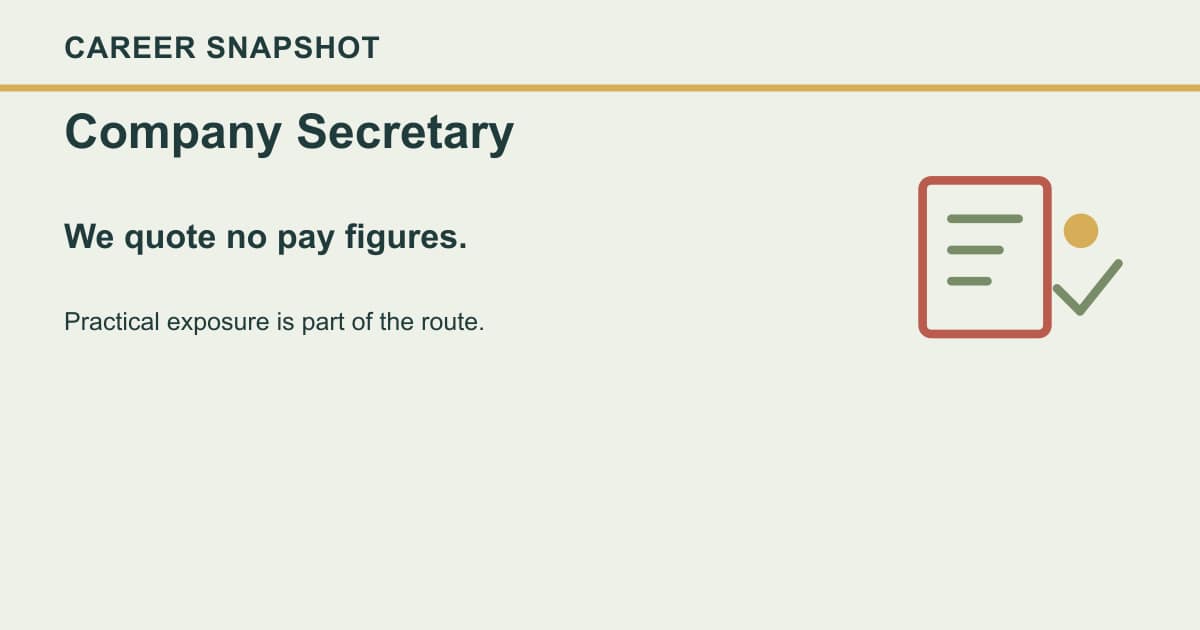 CAREER SNAPSHOT
Company Secretary
We quote no pay figures.
Practical exposure is part of the route.